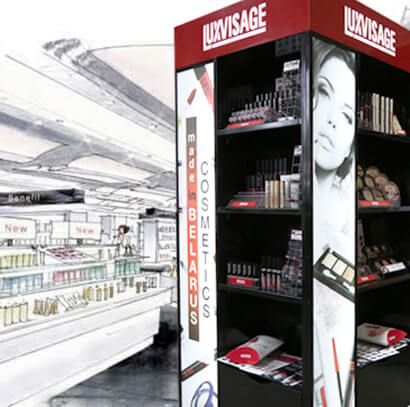 LUXVISAGE
LUXVISAGE
made in BELARUS
COSMETICS
Benefit
New
New